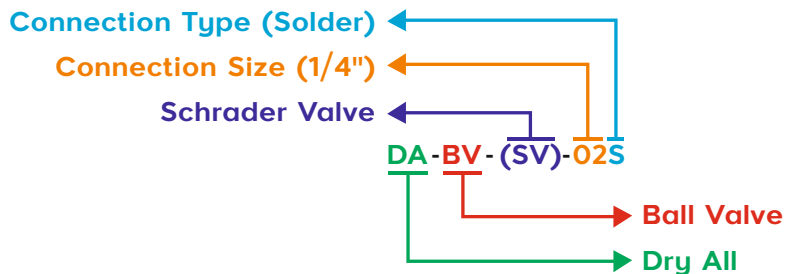 Connection Type (Solder)
Connection Size (1/4")
Schrader Valve
DA-BV-(SV)-02S
Ball Valve
Dry All